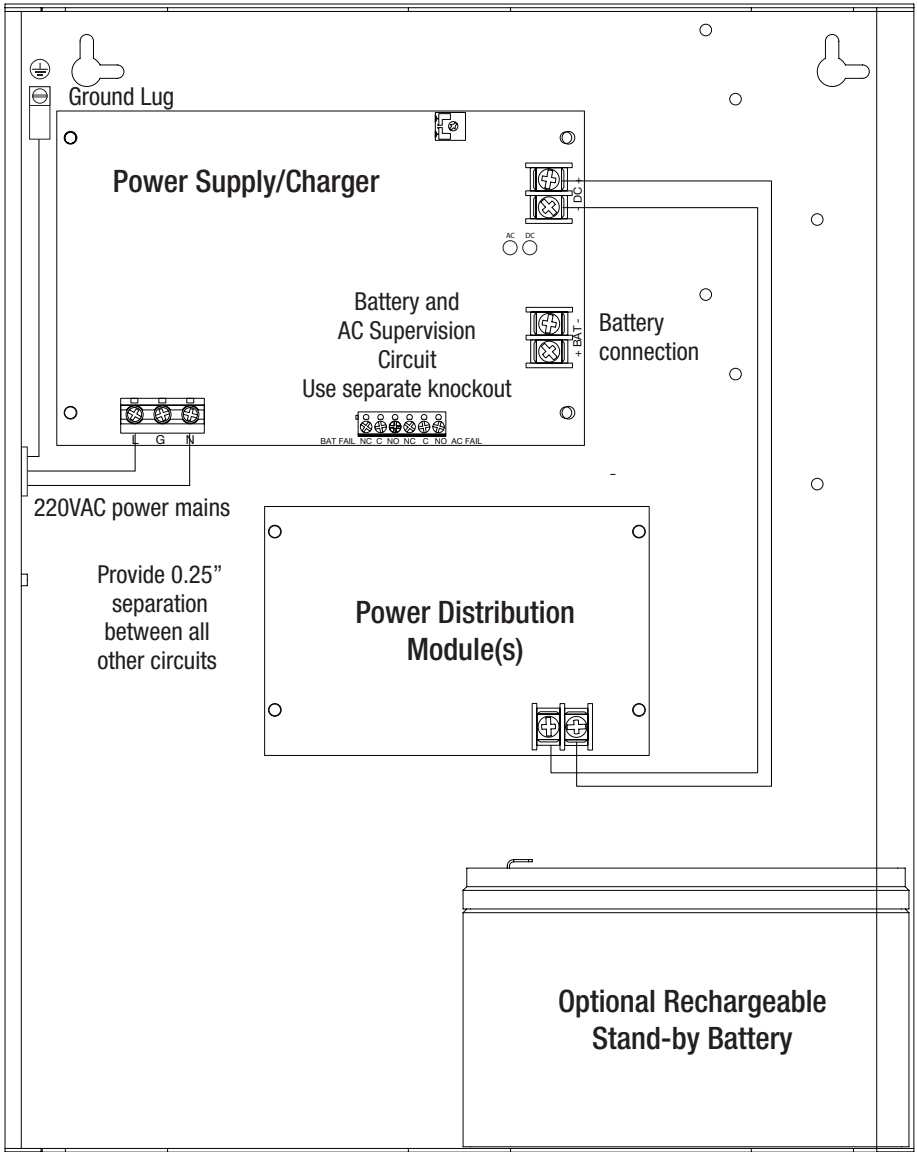 Ground Lug
Power Supply/Charger
- DC +
AC DC
Battery and
AC Supervision
Circuit
Use separate knockout
+ BAT -
Battery
connection
L G N
BAT FAIL NC C NO NC C NO AC FAIL
220VAC power mains
Provide 0.25”
separation
between all
other circuits
Power Distribution
Module(s)
Optional Rechargeable
Stand-by Battery